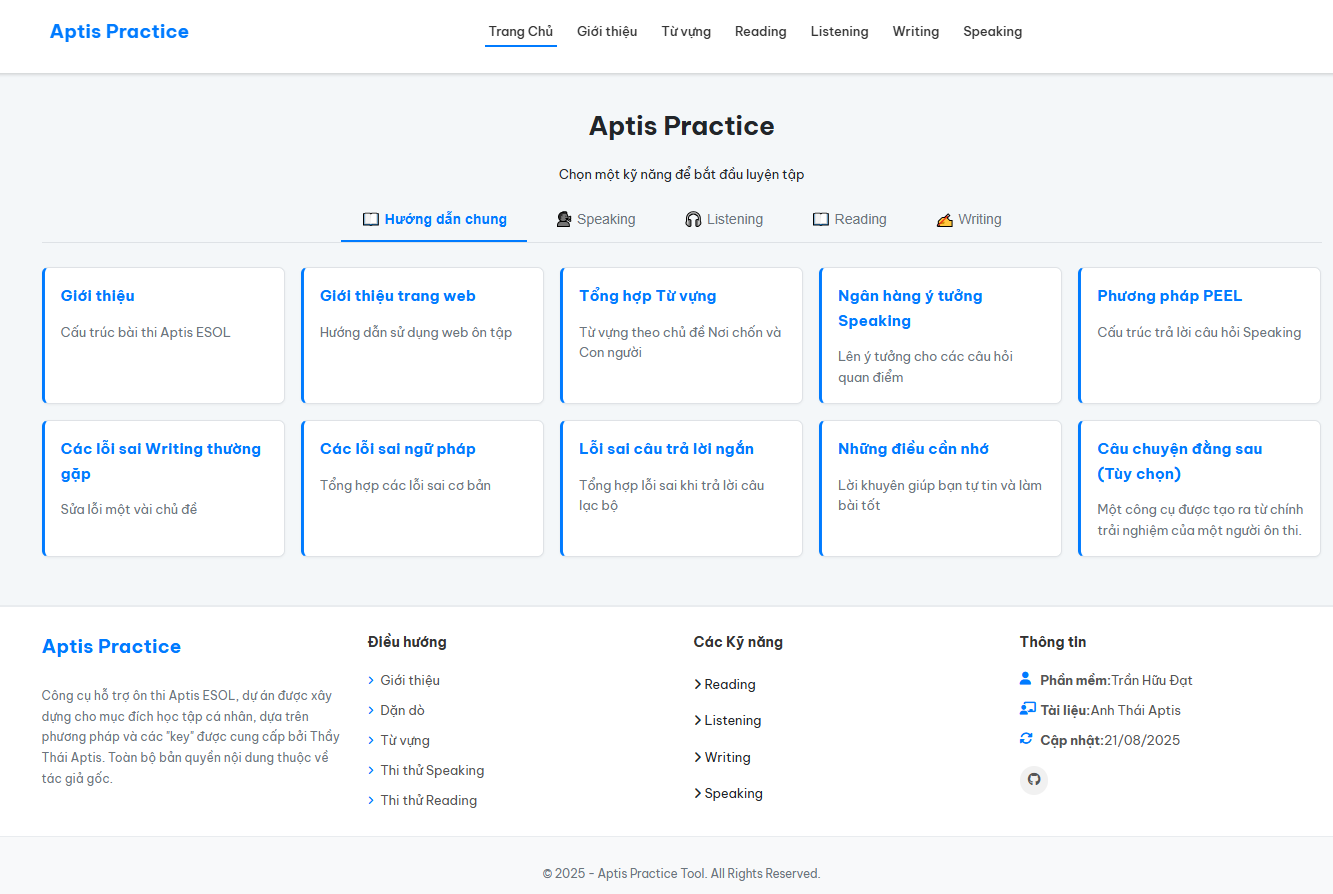 Aptis Practice
Trang Chủ Giới thiệu Từ vựng Reading Listening Writing Speaking
Aptis Practice
Chọn một kỹ năng để bắt đầu luyện tập
Hướng dẫn chung Speaking Listening Reading Writing
Giới thiệu
Cấu trúc bài thi Aptis ESOL
Giới thiệu trang web
Hướng dẫn sử dụng web ôn tập
Tổng hợp Từ vựng
Từ vựng theo chủ đề Nơi chốn và
Con người
Ngân hàng ý tưởng
Speaking
Lên ý tưởng cho các câu hỏi
quan điểm
Phương pháp PEEL
Cấu trúc trả lời câu hỏi Speaking
Các lỗi sai Writing thường
gặp
Sửa lỗi một vài chủ đề
Các lỗi sai ngữ pháp
Tổng hợp các lỗi sai cơ bản
Lỗi sai câu trả lời ngắn
Tổng hợp lỗi sai khi trả lời câu
lạc bộ
Những điều cần nhớ
Lời khuyên giúp bạn tự tin và làm
bài tốt
Câu chuyện đằng sau
(Tùy chọn)
Một công cụ được tạo ra từ chính
trải nghiệm của một người ôn thi.
Aptis Practice
Công cụ hỗ trợ ôn thi Aptis ESOL, dự án được xây
dựng cho mục đích học tập cá nhân, dựa trên
phương pháp và các "key" được cung cấp bởi Thầy
Thái Aptis. Toàn bộ bản quyền nội dung thuộc về
tác giả gốc.
Điều hướng
Giới thiệu
Dặn dò
Từ vựng
Thi thử Speaking
Thi thử Reading
Các Kỹ năng
Reading
Listening
Writing
Speaking
Thông tin
Phần mềm:Trần Hữu Đạt
Tài liệu:Anh Thái Aptis
Cập nhật:21/08/2025
© 2025 - Aptis Practice Tool. All Rights Reserved.